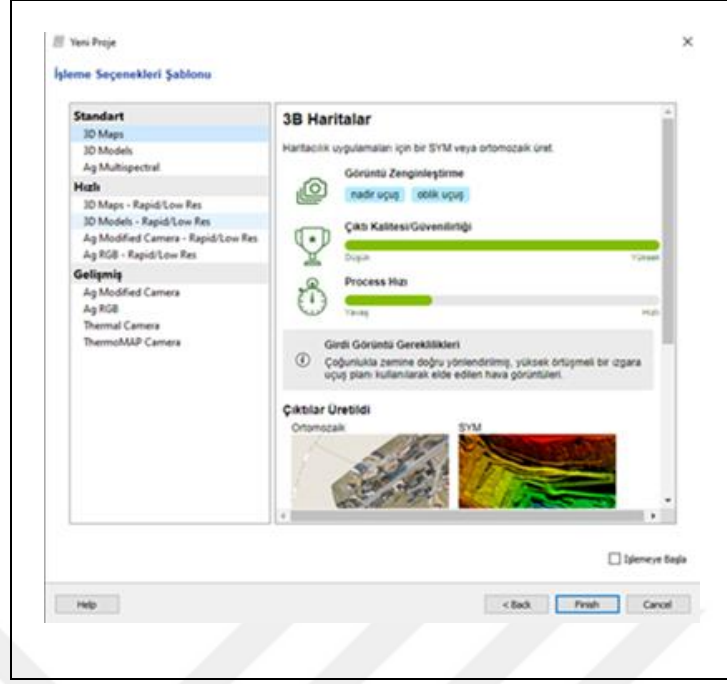 Yeni Proje
İşleme Seçenekleri Şablonu
Standart
3D Maps
3D Models
Ag Multispectral
Hızlı
3D Maps - Rapid/Low Res
3D Models - Rapid/Low Res
Ag Modified Camera - Rapid/Low Res
Ag RGB - Rapid/Low Res
Gelişmiş
Ag Modified Camera
Ag RGB
Thermal Camera
ThermoMAP Camera
3B Haritalar
Haritacılık uygulamaları için bir SYM veya ortomozaik üret.
Görüntü Zenginleştirme
nadir uçuş oblik uçuş
Çıktı Kalitesi/Güvenilirliği
Düşük Yüksek
Process Hızı
Yavaş Hızlı
Girdi Görüntü Gereklilikleri
Çoğunlukla zemine doğru yönlendirilmiş, yüksek örtüşmeli bir ızgara
uçuş planı kullanılarak elde edilen hava görüntüleri.
Çıktılar Üretildi
Ortomozaik SYM
İşlemeye Başla
Help < Back Finish Cancel